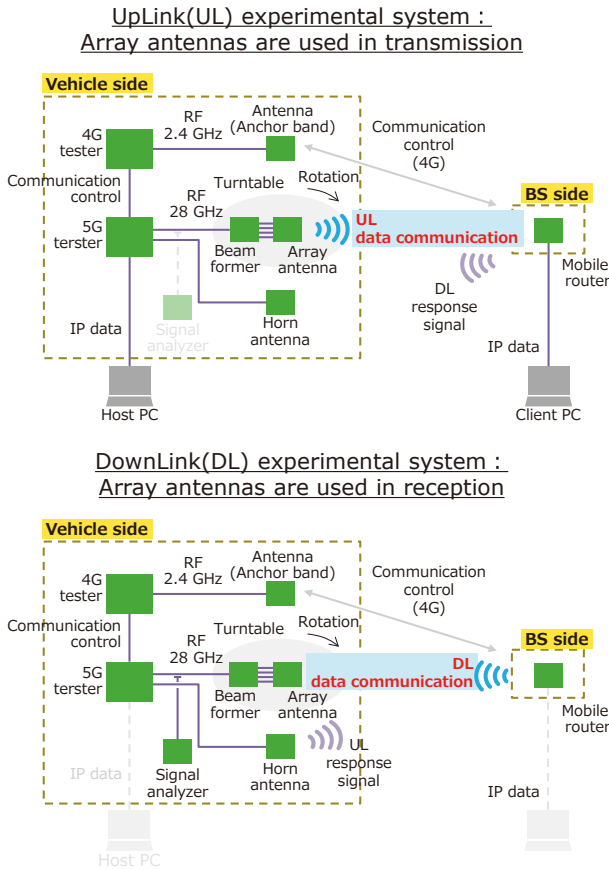 UpLink(UL) experimental system :
Array antennas are used in transmission
Vehicle side
RF
2.4 GHz
Antenna
(Anchor band)
4G
tester
Communication
control
(4G)
Communication
control
RF
28 GHz
Turntable
Rotation
BS side
5G
terster
UL
data communication
Beam
former
Array
antenna
Mobile
router
DL
response
signal
IP data
Signal
analyzer
Horn
antenna
IP data
Host PC
Client PC
DownLink(DL) experimental system :
Array antennas are used in reception
Vehicle side
RF
2.4 GHz
Antenna
(Anchor band)
4G
tester
Communication
control
(4G)
Communication
control
RF
28 GHz
Turntable
Rotation
BS side
5G
terster
DL
data communication
Beam
former
Array
antenna
Mobile
router
UL
response
signal
IP data
Signal
analyzer
Horn
antenna
IP data
Host PC